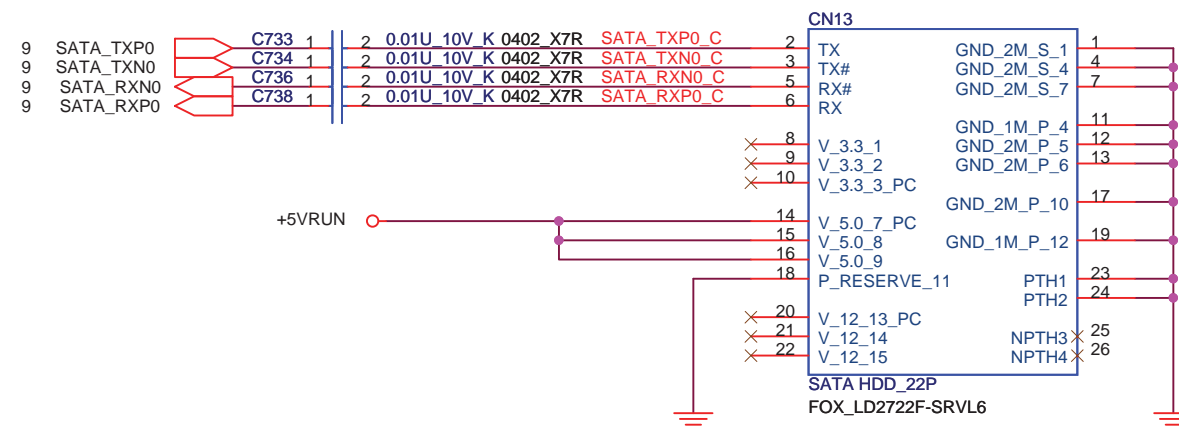 CN13
9 SATA_TXP0 C733 1 2 0.01U_10V_K 0402_X7R SATA_TXP0_C 2 TX GND_2M_S_1 1
9 SATA_TXN0 C734 1 2 0.01U_10V_K 0402_X7R SATA_TXN0_C 3 TX# GND_2M_S_4 4
9 SATA_RXN0 C736 1 2 0.01U_10V_K 0402_X7R SATA_RXN0_C 5 RX# GND_2M_S_7 7
9 SATA_RXP0 C738 1 2 0.01U_10V_K 0402_X7R SATA_RXP0_C 6 RX
GND_1M_P_4 11
8 V_3.3_1 GND_2M_P_5 12
9 V_3.3_2 GND_2M_P_6 13
10 V_3.3_3_PC
GND_2M_P_10 17
+5VRUN 14 V_5.0_7_PC
15 V_5.0_8 GND_1M_P_12 19
16 V_5.0_9
18 P_RESERVE_11 PTH1 23
PTH2 24
20 V_12_13_PC
21 V_12_14 NPTH3 25
22 V_12_15 NPTH4 26
SATA HDD_22P
FOX_LD2722F-SRVL6